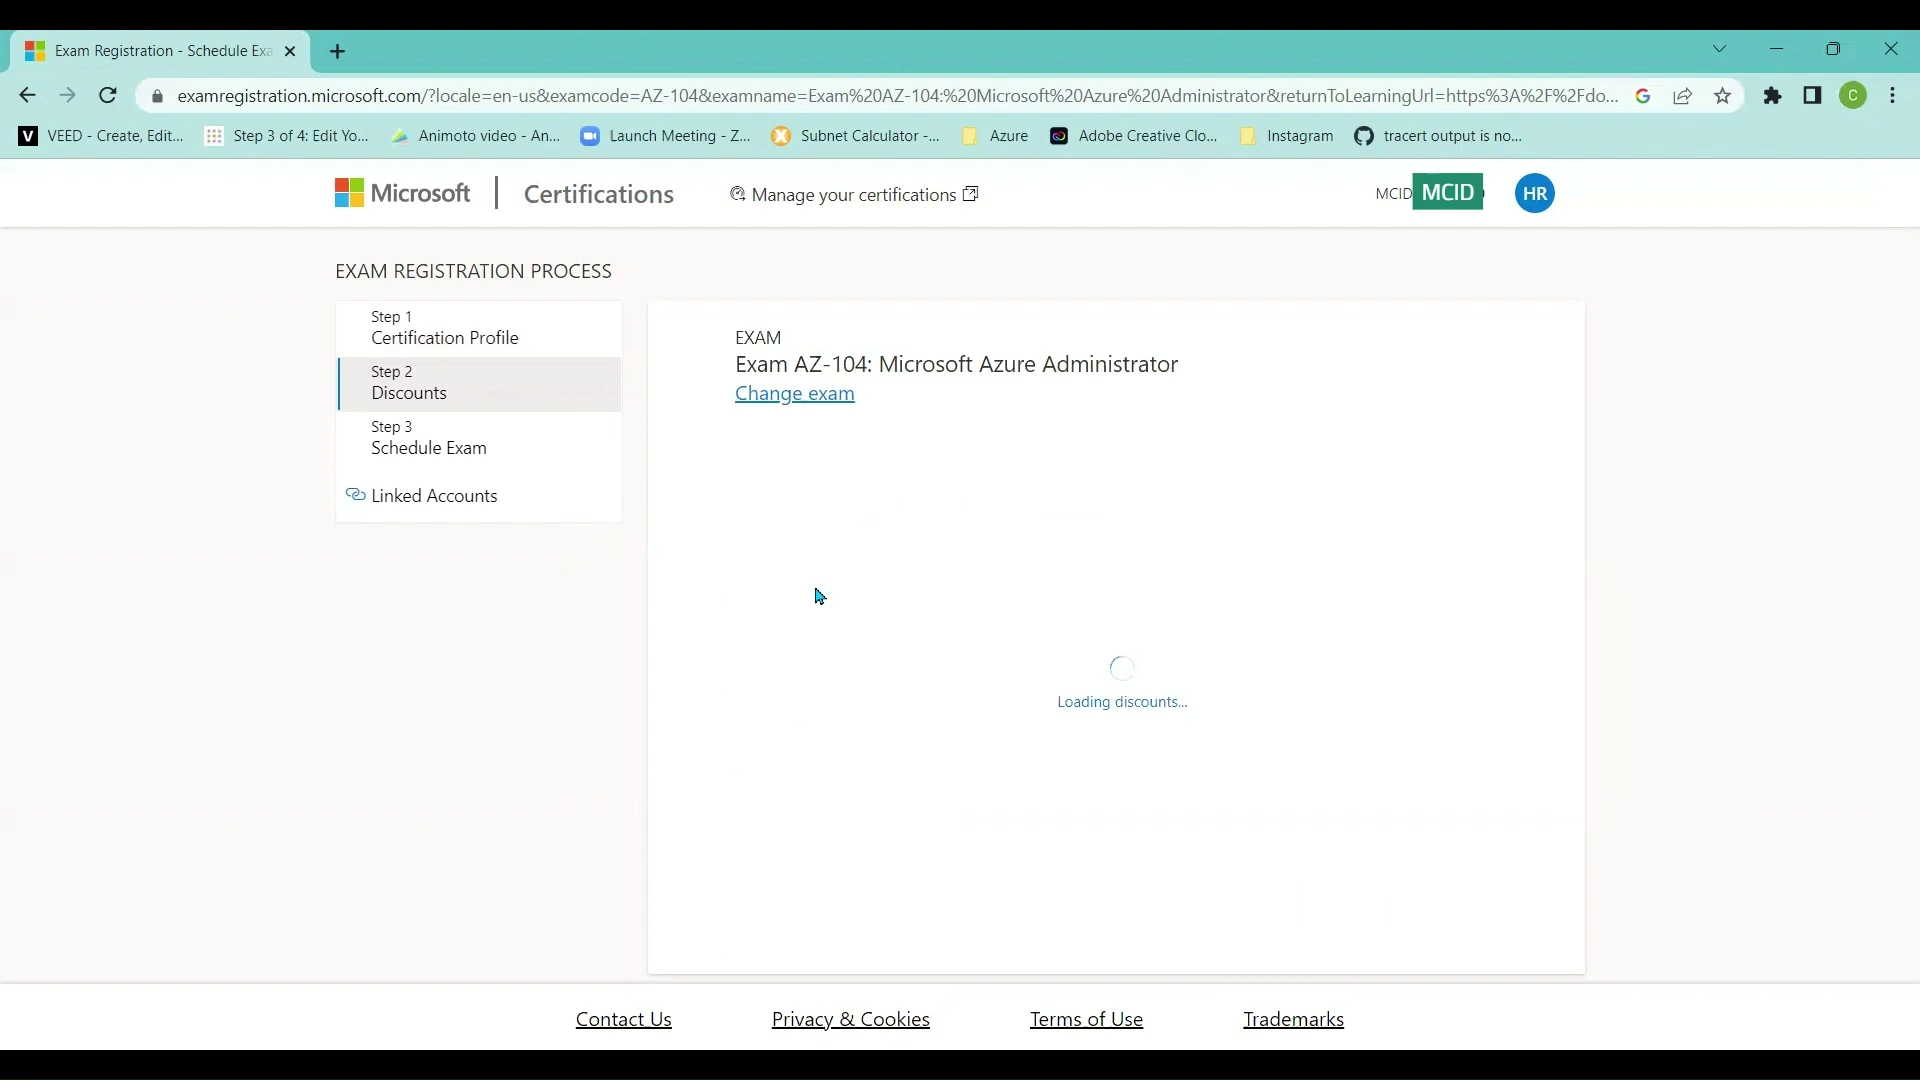 Exam Registration - Schedule Exa
examregistration.microsoft.com/?locale=en-us&examcode=AZ-104&examname=Exam%20AZ-104:%20Microsoft%20Azure%20Administrator&returnToLearningUrl=https%3A%2F%2Fdo...
C
VEED - Create, Edit...
Step 3 of 4: Edit Yo...
Animoto video - An...
Launch Meeting - Z...
Subnet Calculator -...
Azure
Adobe Creative Clo...
Instagram
tracert output is no...
Microsoft
Certifications
Manage your certifications
MCID
MCID
HR
EXAM REGISTRATION PROCESS
Step 1
Certification Profile
Step 2
Discounts
Step 3
Schedule Exam
Linked Accounts
EXAM
Exam AZ-104: Microsoft Azure Administrator
Change exam
Loading discounts...
Contact Us
Privacy & Cookies
Terms of Use
Trademarks